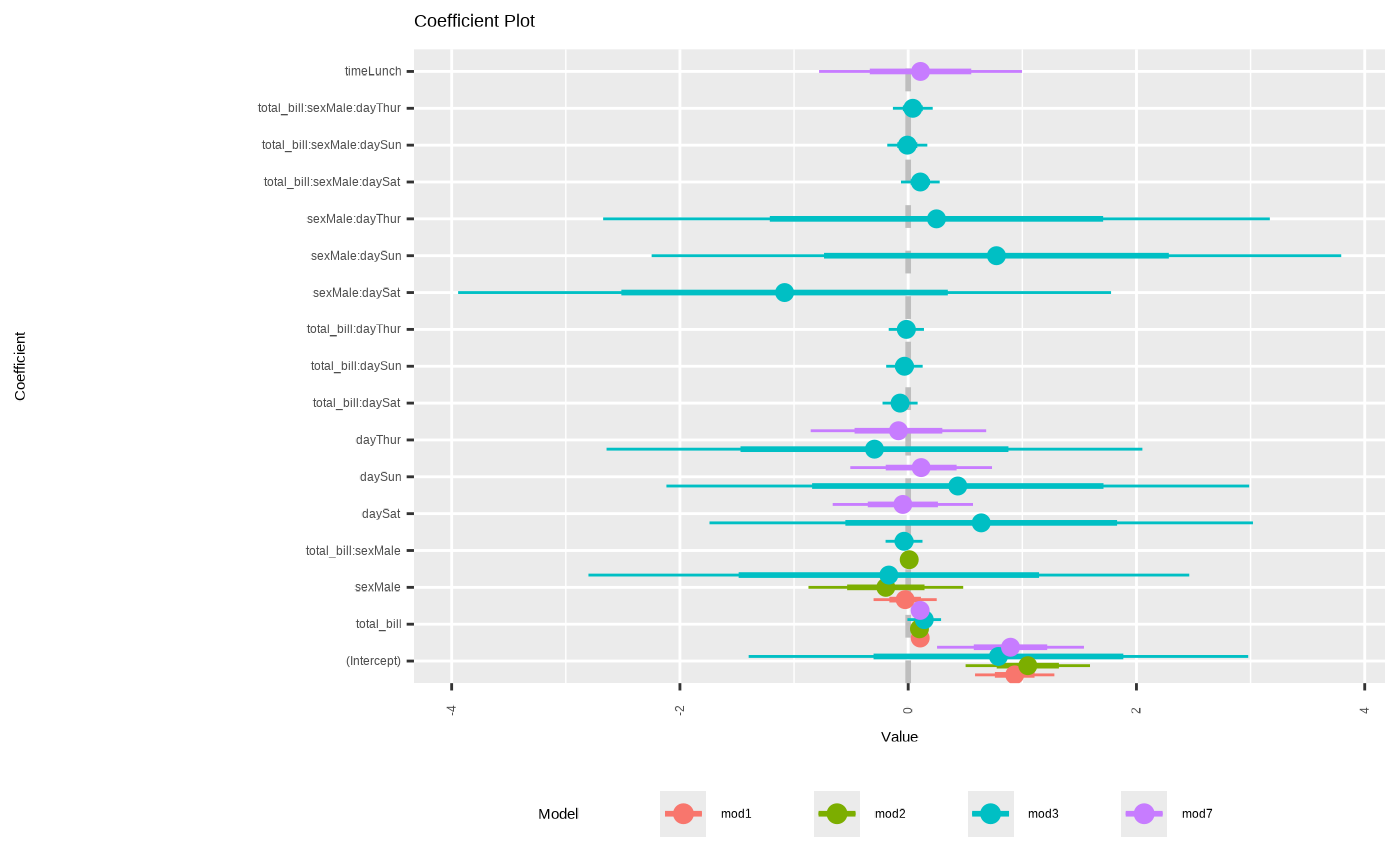 Coefficient Plot
timeLunch
total_bill:sexMale:dayThur
total_bill:sexMale:daySun
total_bill:sexMale:daySat
sexMale:dayThur
sexMale:daySun
sexMale:daySat
total_bill:dayThur
total_bill:daySun
total_bill:daySat
dayThur
daySun
daySat
total_bill:sexMale
sexMale
total_bill
(Intercept)
Coefficient
-4 -2 0 2 4
Value
Model mod1 mod2 mod3 mod7